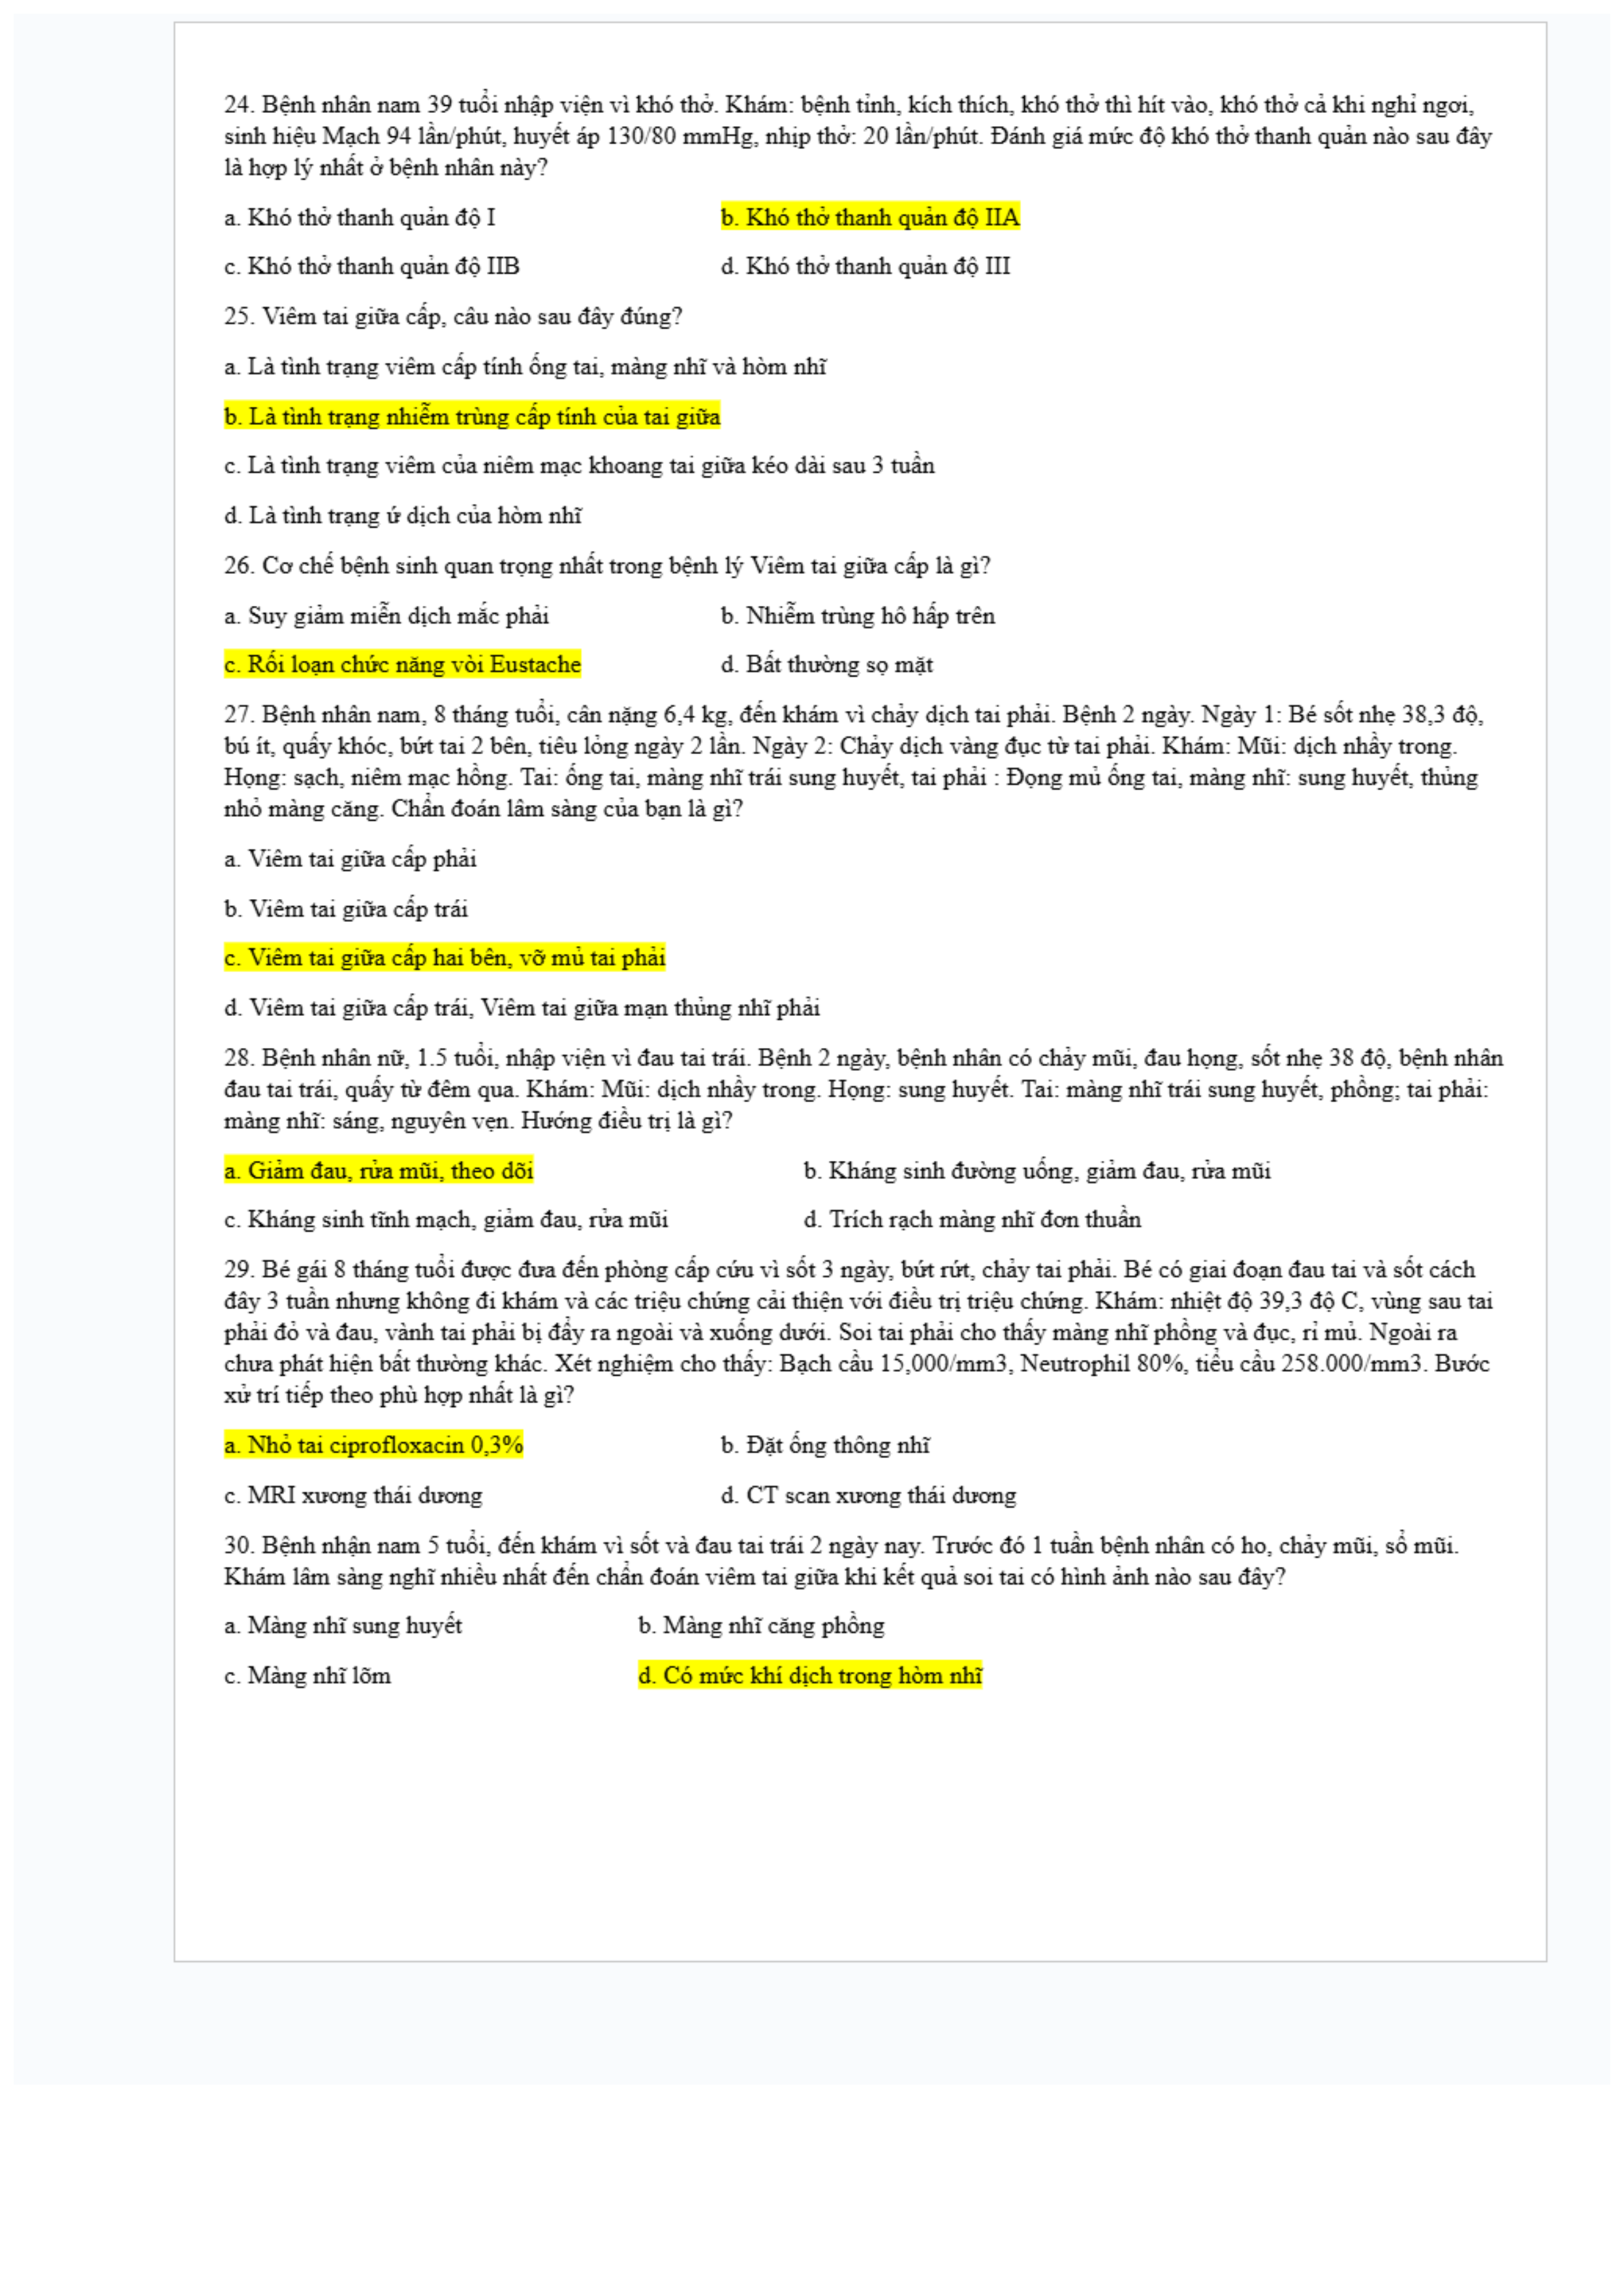 24. Bệnh nhân nam 39 tuổi nhập viện vì khó thở. Khám: bệnh tỉnh, kích thích, khó thở thì hít vào, khó thở cả khi nghỉ ngơi,
sinh hiệu Mạch 94 lần/phút, huyết áp 130/80 mmHg, nhịp thở: 20 lần/phút. Đánh giá mức độ khó thở thanh quản nào sau đây
là hợp lý nhất ở bệnh nhân này?
a. Khó thở thanh quản độ I b. Khó thở thanh quản độ IIA
c. Khó thở thanh quản độ IIB d. Khó thở thanh quản độ III
25. Viêm tai giữa cấp, câu nào sau đây đúng?
a. Là tình trạng viêm cấp tính ống tai, màng nhĩ và hòm nhĩ
b. Là tình trạng nhiễm trùng cấp tính của tai giữa
c. Là tình trạng viêm của niêm mạc khoang tai giữa kéo dài sau 3 tuần
d. Là tình trạng ứ dịch của hòm nhĩ
26. Cơ chế bệnh sinh quan trọng nhất trong bệnh lý Viêm tai giữa cấp là gì?
a. Suy giảm miễn dịch mắc phải b. Nhiễm trùng hô hấp trên
c. Rối loạn chức năng vòi Eustache d. Bất thường sọ mặt
27. Bệnh nhân nam, 8 tháng tuổi, cân nặng 6,4 kg, đến khám vì chảy dịch tai phải. Bệnh 2 ngày. Ngày 1: Bé sốt nhẹ 38,3 độ,
bú ít, quấy khóc, bứt tai 2 bên, tiêu lỏng ngày 2 lần. Ngày 2: Chảy dịch vàng đục từ tai phải. Khám: Mũi: dịch nhầy trong.
Họng: sạch, niêm mạc hồng. Tai: ống tai, màng nhĩ trái sung huyết, tai phải : Đọng mủ ống tai, màng nhĩ: sung huyết, thủng
nhỏ màng căng. Chẩn đoán lâm sàng của bạn là gì?
a. Viêm tai giữa cấp phải
b. Viêm tai giữa cấp trái
c. Viêm tai giữa cấp hai bên, vỡ mủ tai phải
d. Viêm tai giữa cấp trái, Viêm tai giữa mạn thủng nhĩ phải
28. Bệnh nhân nữ, 1.5 tuổi, nhập viện vì đau tai trái. Bệnh 2 ngày, bệnh nhân có chảy mũi, đau họng, sốt nhẹ 38 độ, bệnh nhân
đau tai trái, quấy từ đêm qua. Khám: Mũi: dịch nhầy trong. Họng: sung huyết. Tai: màng nhĩ trái sung huyết, phồng; tai phải:
màng nhĩ: sáng, nguyên vẹn. Hướng điều trị là gì?
a. Giảm đau, rửa mũi, theo dõi b. Kháng sinh đường uống, giảm đau, rửa mũi
c. Kháng sinh tĩnh mạch, giảm đau, rửa mũi d. Trích rạch màng nhĩ đơn thuần
29. Bé gái 8 tháng tuổi được đưa đến phòng cấp cứu vì sốt 3 ngày, bứt rứt, chảy tai phải. Bé có giai đoạn đau tai và sốt cách
đây 3 tuần nhưng không đi khám và các triệu chứng cải thiện với điều trị triệu chứng. Khám: nhiệt độ 39,3 độ C, vùng sau tai
phải đỏ và đau, vành tai phải bị đẩy ra ngoài và xuống dưới. Soi tai phải cho thấy màng nhĩ phồng và đục, rỉ mủ. Ngoài ra
chưa phát hiện bất thường khác. Xét nghiệm cho thấy: Bạch cầu 15,000/mm3, Neutrophil 80%, tiểu cầu 258.000/mm3. Bước
xử trí tiếp theo phù hợp nhất là gì?
a. Nhỏ tai ciprofloxacin 0,3% b. Đặt ống thông nhĩ
c. MRI xương thái dương d. CT scan xương thái dương
30. Bệnh nhận nam 5 tuổi, đến khám vì sốt và đau tai trái 2 ngày nay. Trước đó 1 tuần bệnh nhân có ho, chảy mũi, sổ mũi.
Khám lâm sàng nghĩ nhiều nhất đến chẩn đoán viêm tai giữa khi kết quả soi tai có hình ảnh nào sau đây?
a. Màng nhĩ sung huyết b. Màng nhĩ căng phồng
c. Màng nhĩ lõm d. Có mức khí dịch trong hòm nhĩ